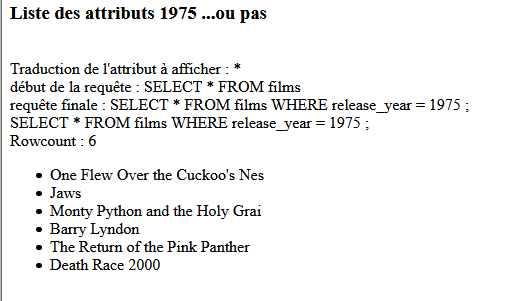 Liste des attributs 1975 ...ou pas
Traduction de l'attribut à afficher : *
début de la requête : SELECT * FROM films
requête finale : SELECT * FROM films WHERE release_year = 1975 ;
SELECT * FROM films WHERE release_year = 1975 ;
Rowcount : 6
• One Flew Over the Cuckoo's Nes
• Jaws
• Monty Python and the Holy Grai
• Barry Lyndon
• The Return of the Pink Panther
• Death Race 2000